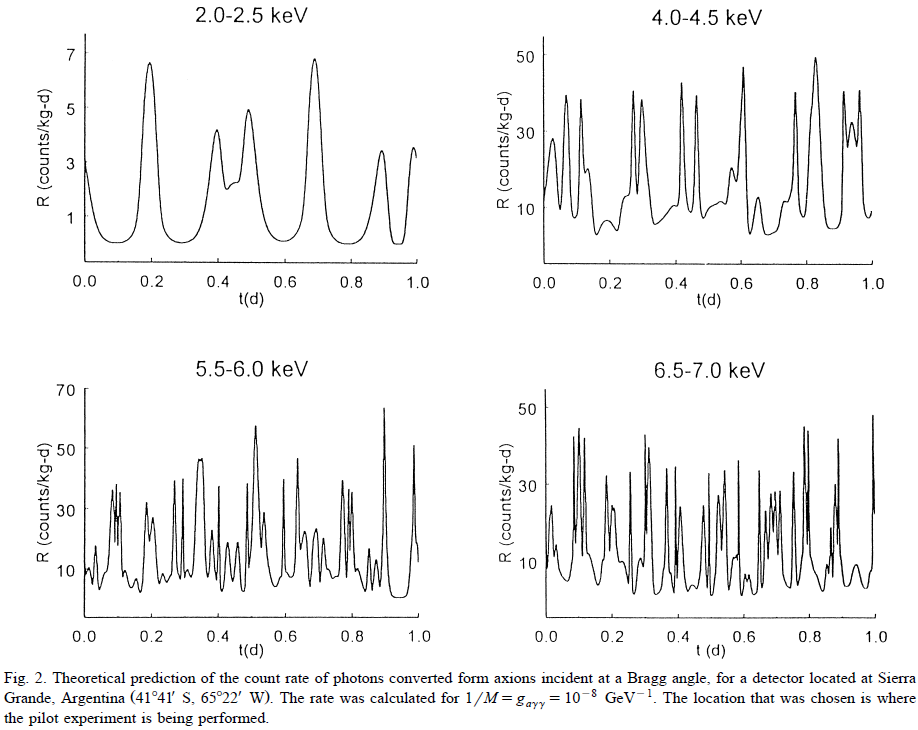 2.0-2.5 keV
7
5
3
1
R (counts/kg-d)
0.0 0.2 0.4 0.6 0.8 1.0
t(d)
4.0-4.5 keV
50
30
10
R (counts/kg-d)
0.0 0.2 0.4 0.6 0.8 1.0
t(d)
5.5-6.0 keV
70
50
30
10
R (counts/kg-d)
0.0 0.2 0.4 0.6 0.8 1.0
t(d)
6.5-7.0 keV
50
30
10
R (counts/kg-d)
0.0 0.2 0.4 0.6 0.8 1.0
t (d)
Fig. 2. Theoretical prediction of the count rate of photons converted form axions incident at a Bragg angle, for a detector located at Sierra
Grande, Argentina (41°41′ S, 65°22′ W). The rate was calculated for 1/M = gₐγγ = 10⁻⁸ GeV⁻¹. The location that was chosen is where
the pilot experiment is being performed.